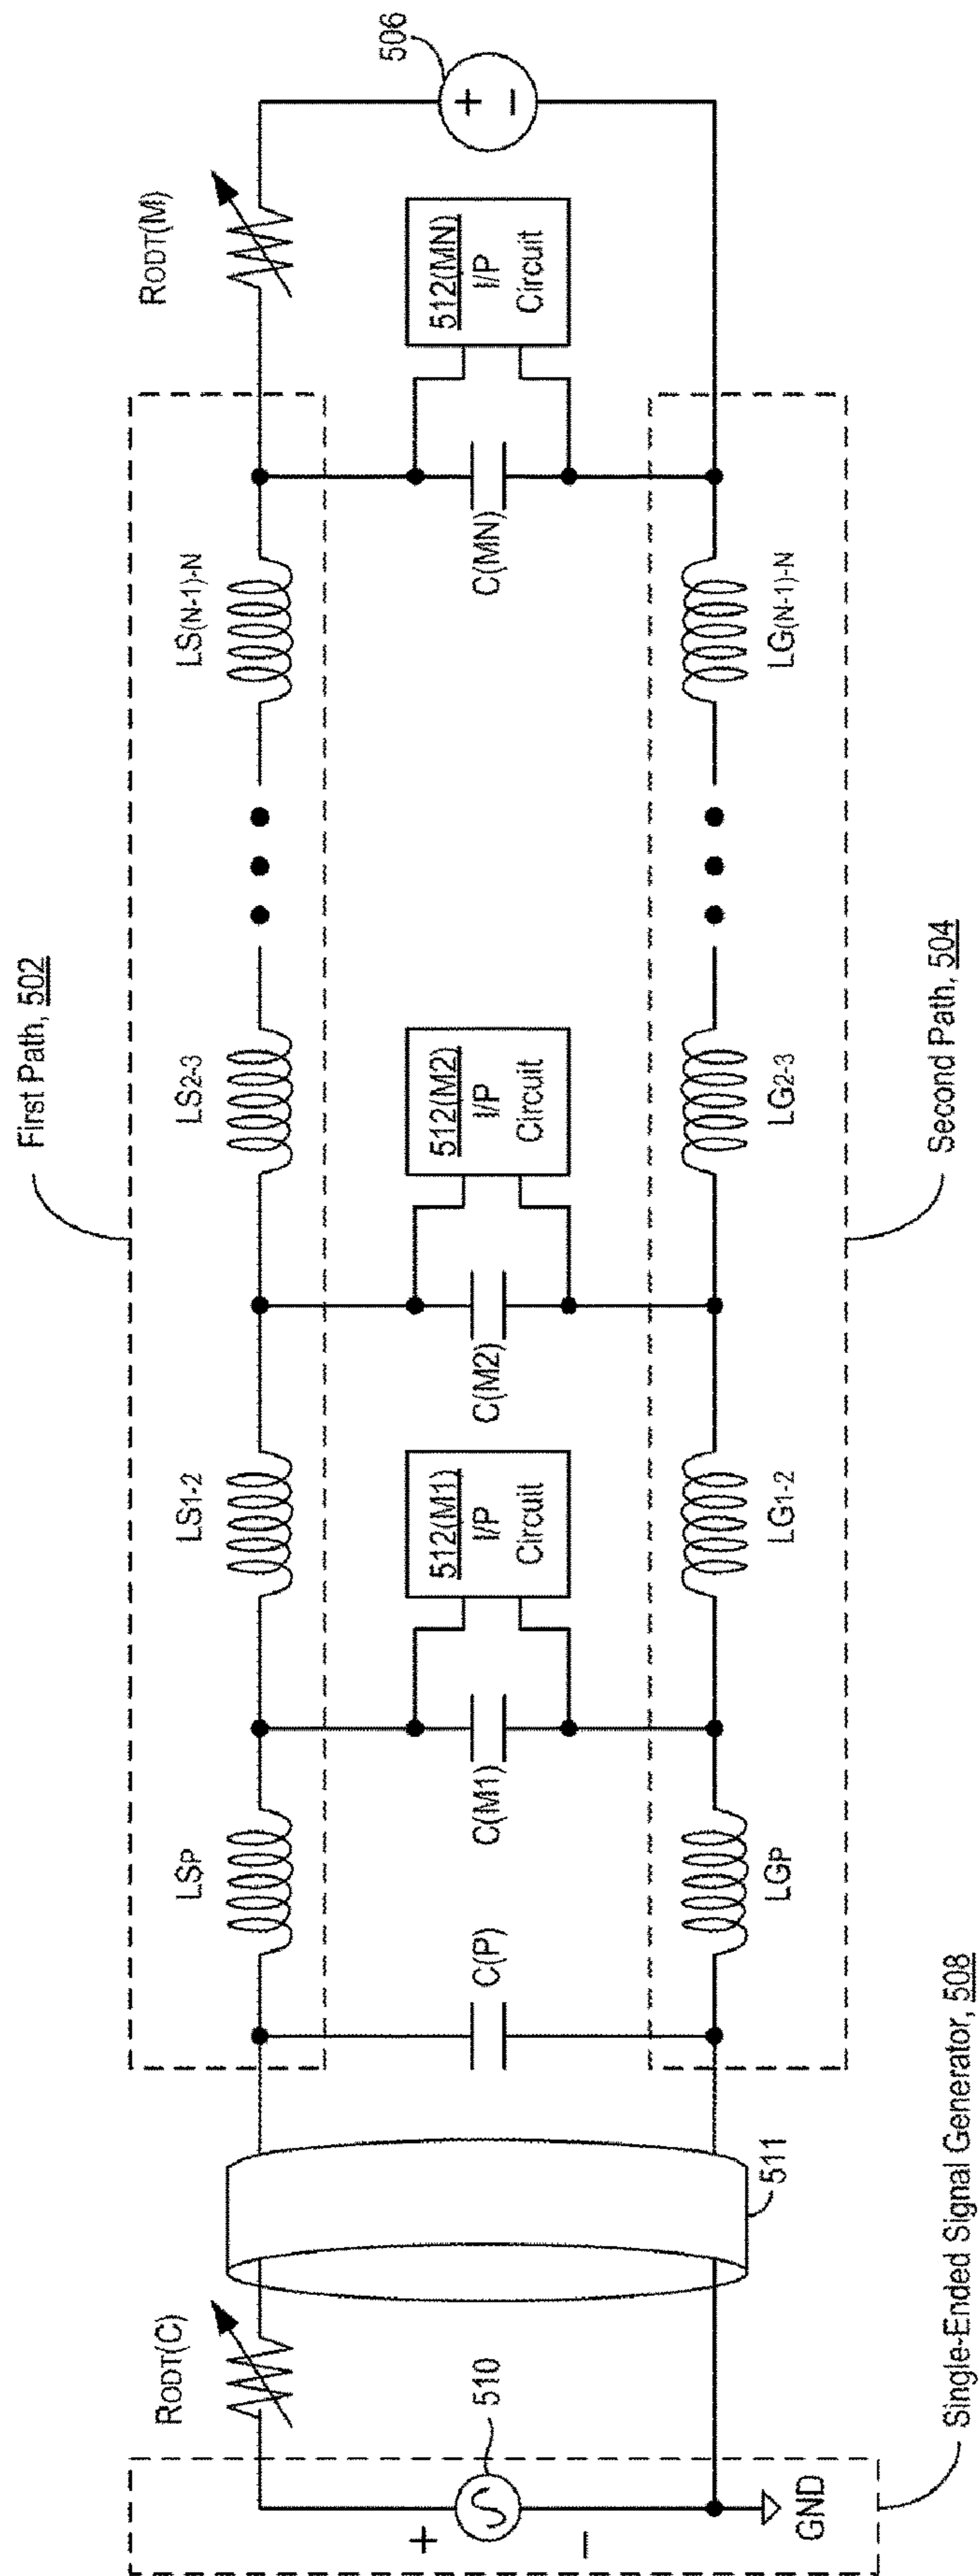 First Path, 502
RODT(C)
LSP
LS1-2
LS2-3
LS(N-1)-N
RODT(M)
+
510
−
GND
511
C(P)
C(M1)
512(M1)
I/P
Circuit
C(M2)
512(M2)
I/P
Circuit
C(MN)
512(MN)
I/P
Circuit
506
+
−
LGP
LG1-2
LG2-3
LG(N-1)-N
Single-Ended Signal Generator, 508
Second Path, 504